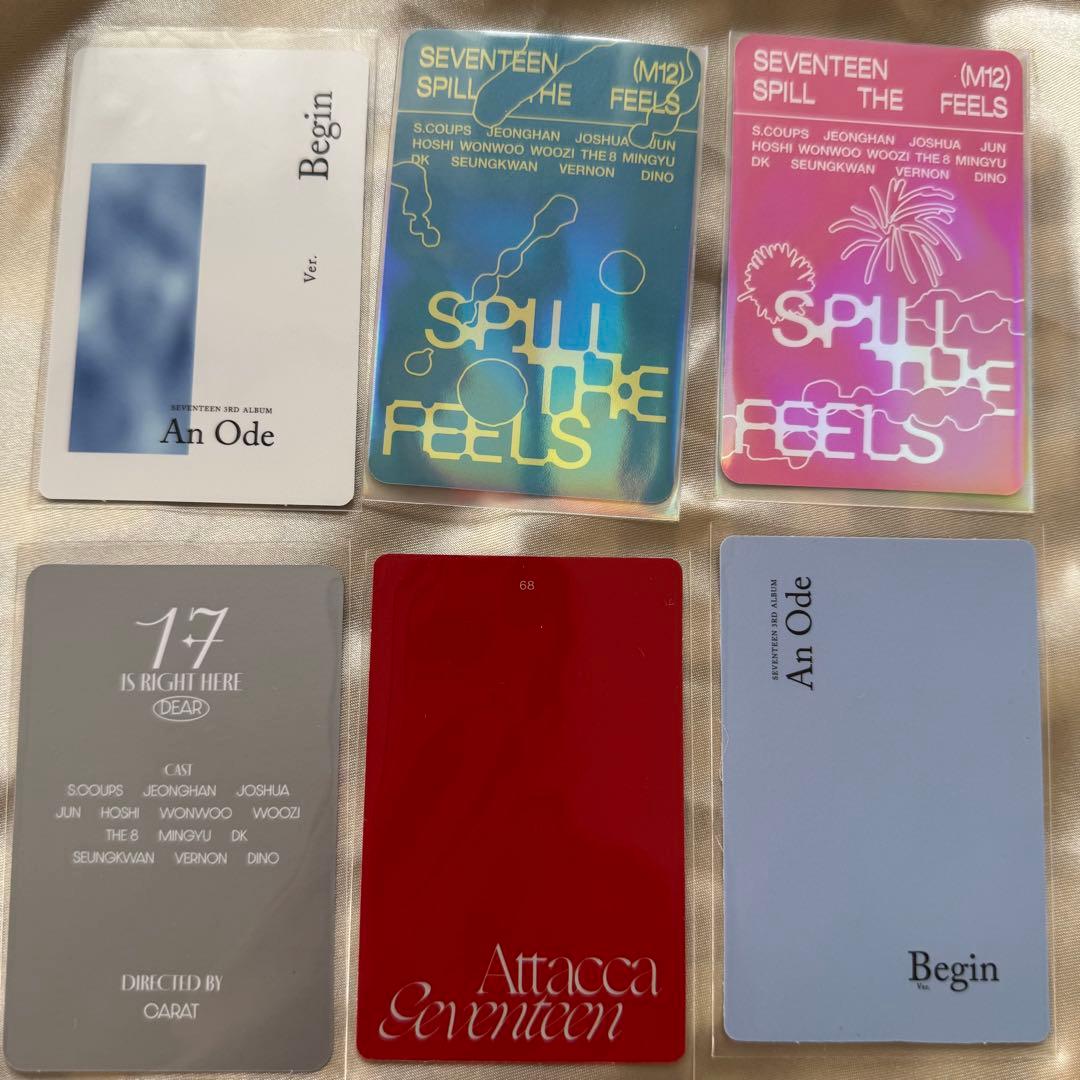 Begin
Ver.
SEVENTEEN 3RD ALBUM
An Ode
SEVENTEEN (M12)
SPILL THE FEELS
S.COUPS JEONGHAN JOSHUA JUN
HOSHI WONWOO WOOZI THE 8 MINGYU
DK SEUNGKWAN VERNON DINO
SPILL
THE
FEELS
SEVENTEEN (M12)
SPILL THE FEELS
S.COUPS JEONGHAN JOSHUA JUN
HOSHI WONWOO WOOZI THE 8 MINGYU
DK SEUNGKWAN VERNON DINO
SPILL
THE
FEELS
17
IS RIGHT HERE
DEAR
CAST
S.COUPS JEONGHAN JOSHUA
JUN HOSHI WONWOO WOOZI
THE 8 MINGYU DK
SEUNGKWAN VERNON DINO
DIRECTED BY
CARAT
68
Attacca
Seventeen
SEVENTEEN 3RD ALBUM
An Ode
Begin
Ver.